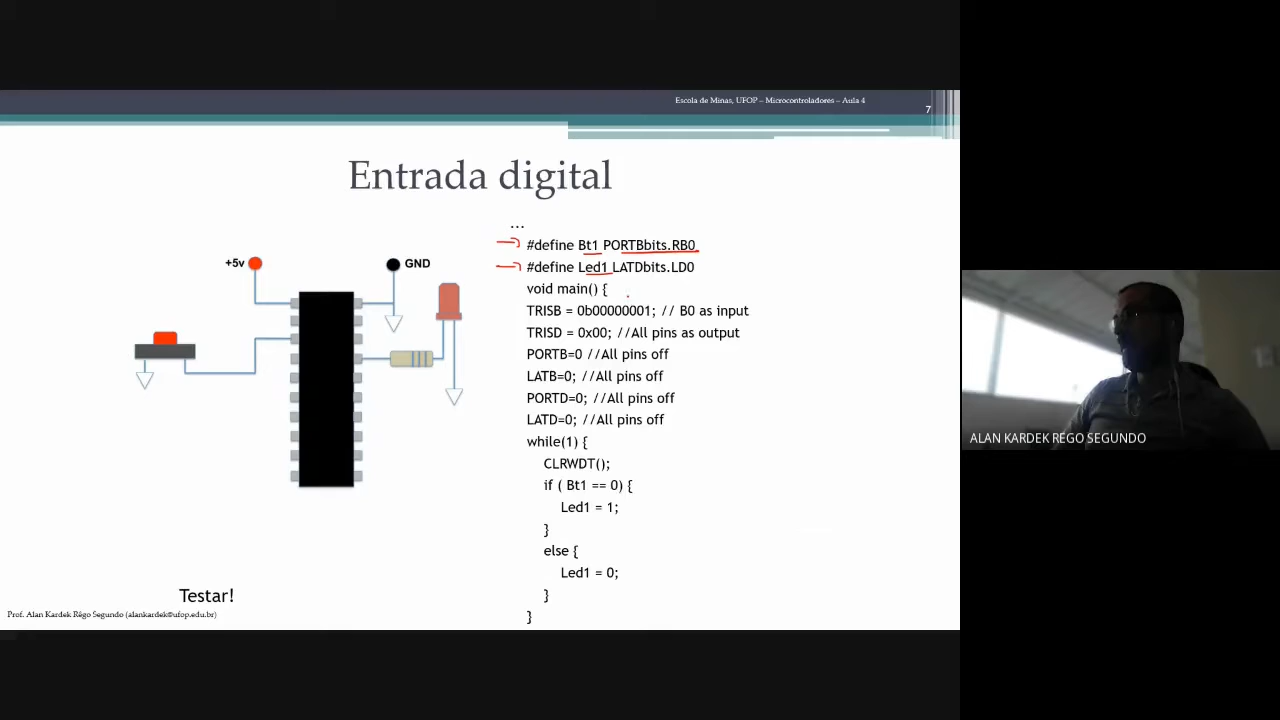 Escola de Minas, UFOP – Microcontroladores – Aula 4
7
Entrada digital
...
#define Bt1 PORTBbits.RB0
#define Led1 LATDbits.LD0
void main() {
TRISB = 0b00000001; // B0 as input
TRISD = 0x00; //All pins as output
PORTB=0 //All pins off
LATB=0; //All pins off
PORTD=0; //All pins off
LATD=0; //All pins off
while(1) {
CLRWDT();
if ( Bt1 == 0) {
Led1 = 1;
}
else {
Led1 = 0;
}
}
+5v
GND
Testar!
Prof. Alan Kardek Rêgo Segundo (alankardek@ufop.edu.br)
ALAN KARDEK REGO SEGUNDO